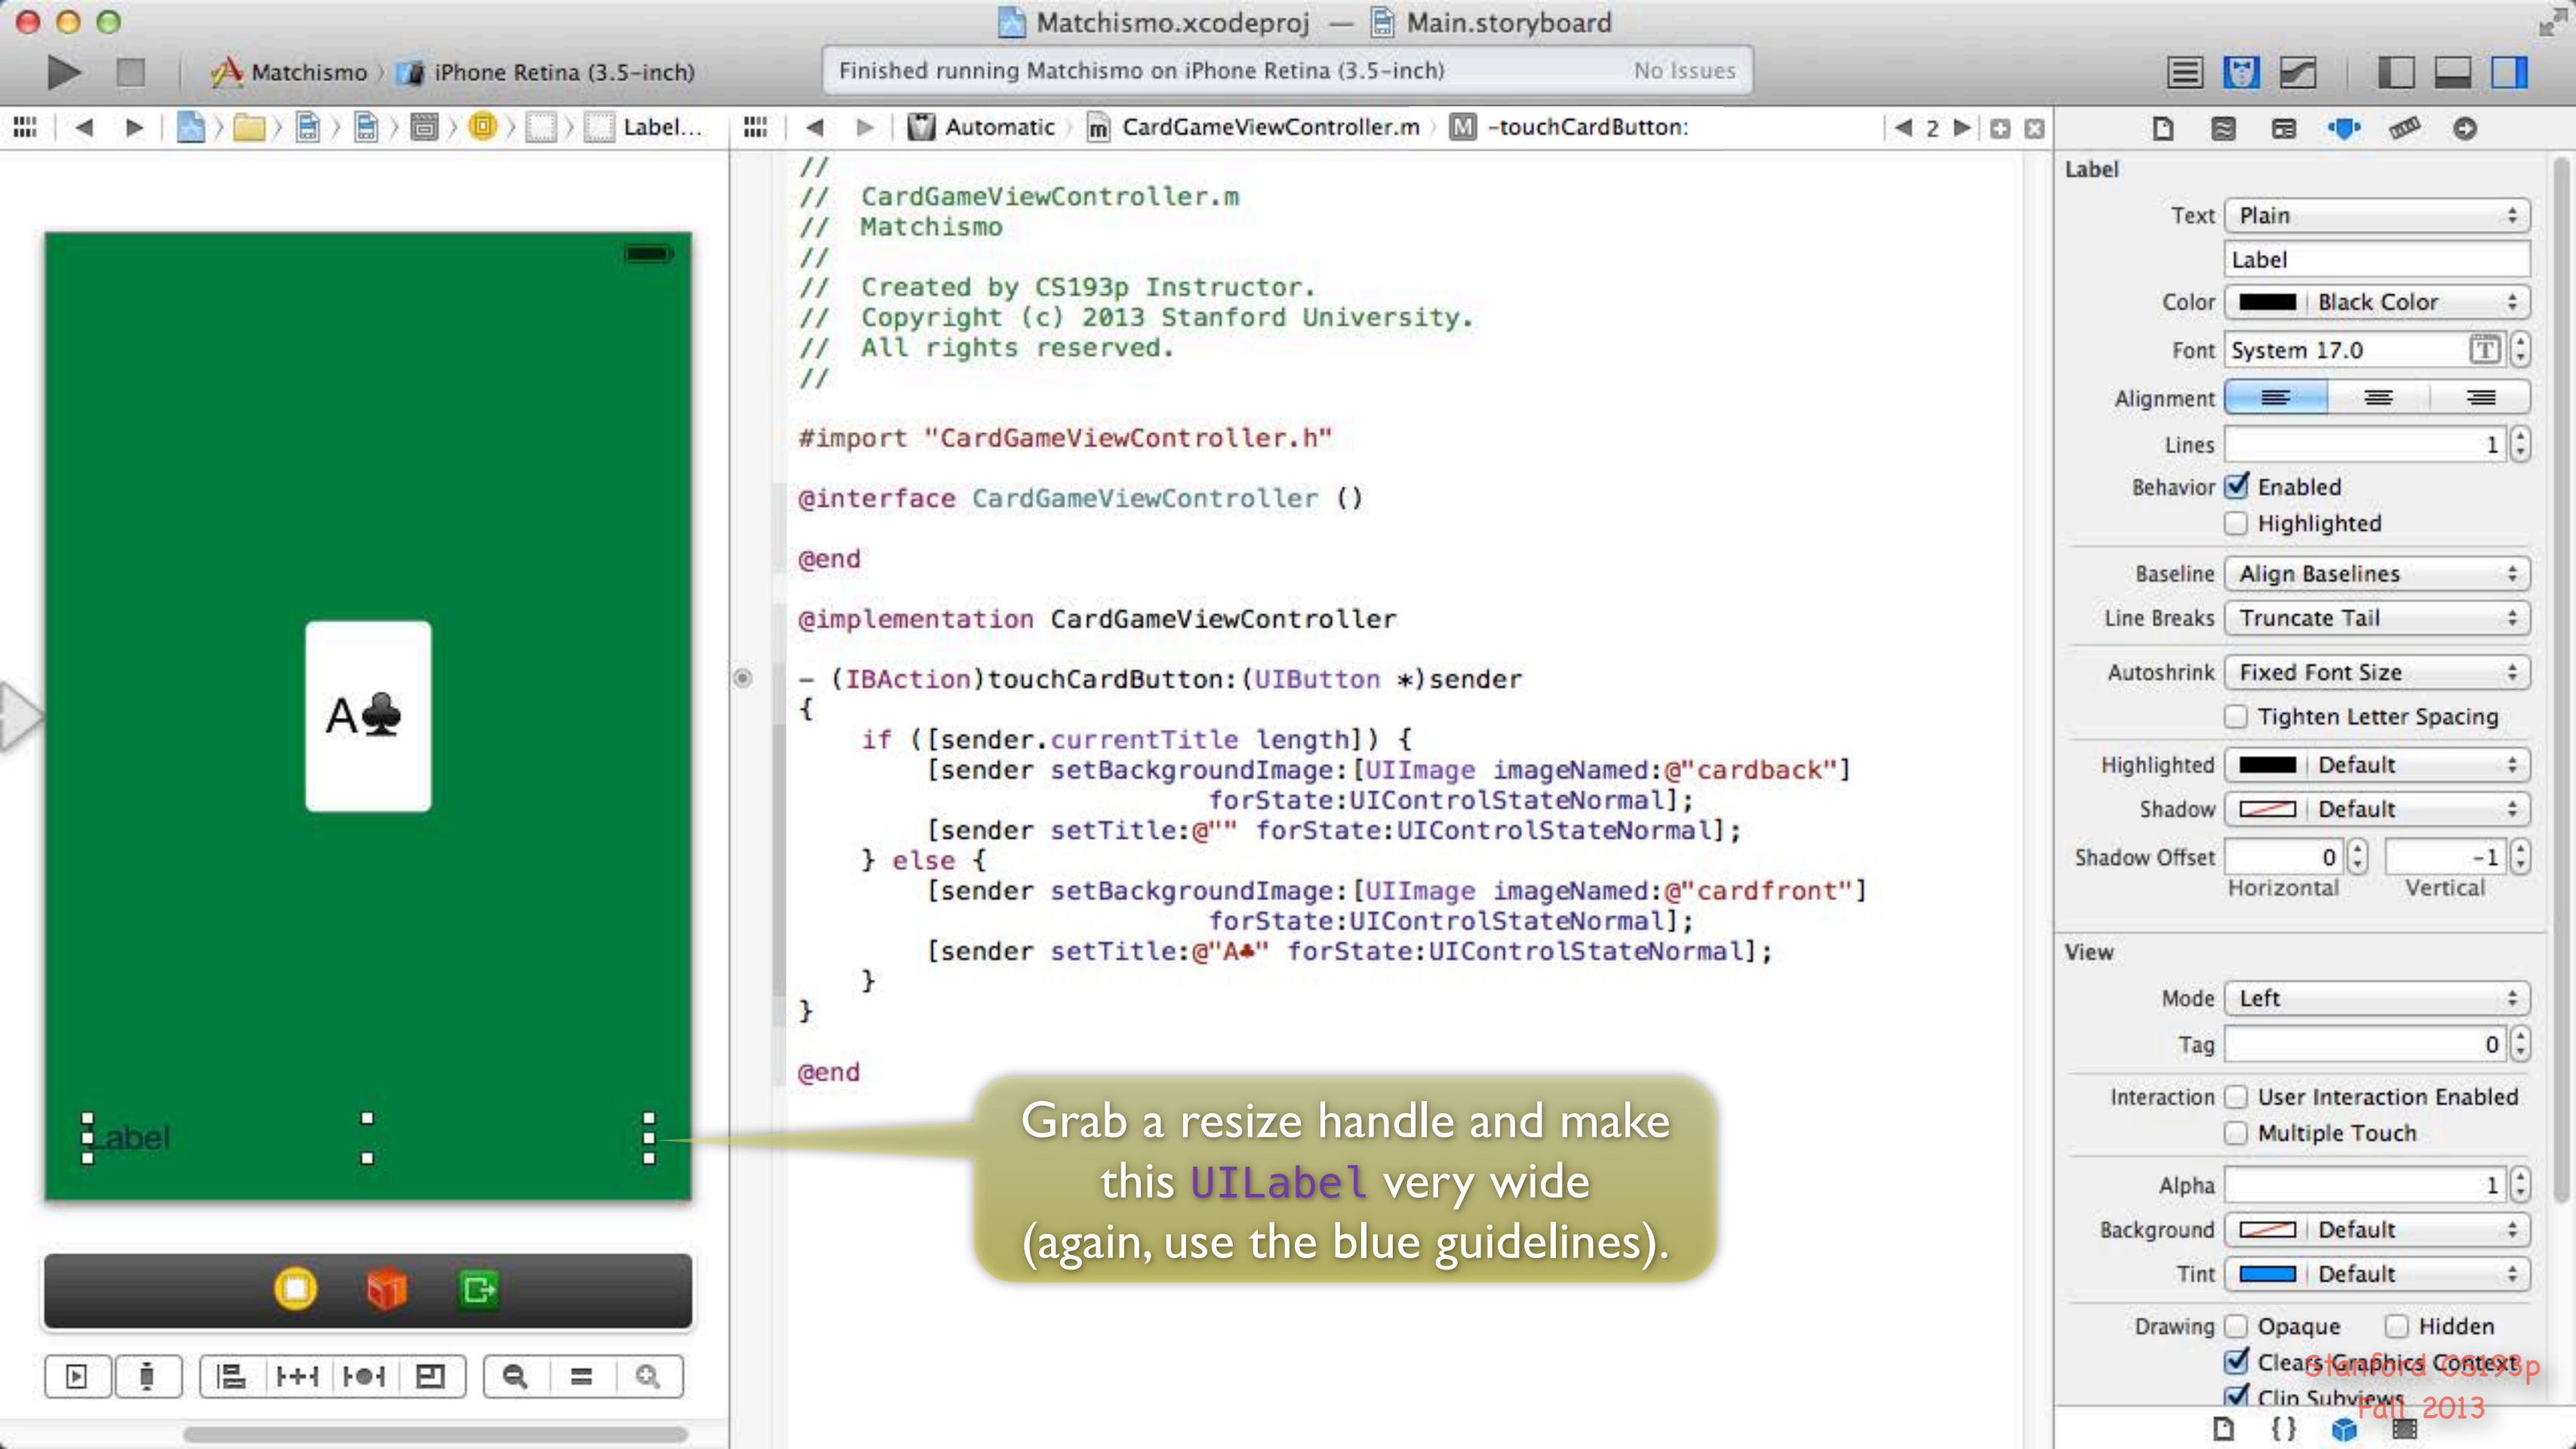 Matchismo.xcodeproj — Main.storyboard
Matchismo iPhone Retina (3.5-inch)
Finished running Matchismo on iPhone Retina (3.5-inch) No Issues
Label...
Automatic CardGameViewController.m M -touchCardButton:
2
//
// CardGameViewController.m
// Matchismo
//
// Created by CS193p Instructor.
// Copyright (c) 2013 Stanford University.
// All rights reserved.
//
#import "CardGameViewController.h"
@interface CardGameViewController ()
@end
@implementation CardGameViewController
- (IBAction)touchCardButton:(UIButton *)sender
{
if ([sender.currentTitle length]) {
[sender setBackgroundImage:[UIImage imageNamed:@"cardback"]
forState:UIControlStateNormal];
[sender setTitle:@"" forState:UIControlStateNormal];
} else {
[sender setBackgroundImage:[UIImage imageNamed:@"cardfront"]
forState:UIControlStateNormal];
[sender setTitle:@"A♣" forState:UIControlStateNormal];
}
}
@end
A♣
Label
Grab a resize handle and make
this UILabel very wide
(again, use the blue guidelines).
Label
Text Plain
Label
Color Black Color
Font System 17.0 T
Alignment
Lines 1
Behavior Enabled
Highlighted
Baseline Align Baselines
Line Breaks Truncate Tail
Autoshrink Fixed Font Size
Tighten Letter Spacing
Highlighted Default
Shadow Default
Shadow Offset 0 -1
Horizontal Vertical
View
Mode Left
Tag 0
Interaction User Interaction Enabled
Multiple Touch
Alpha 1
Background Default
Tint Default
Drawing Opaque Hidden
Clears Graphics Context
Clip Subviews
Stanford CS193p
Fall 2013
{}